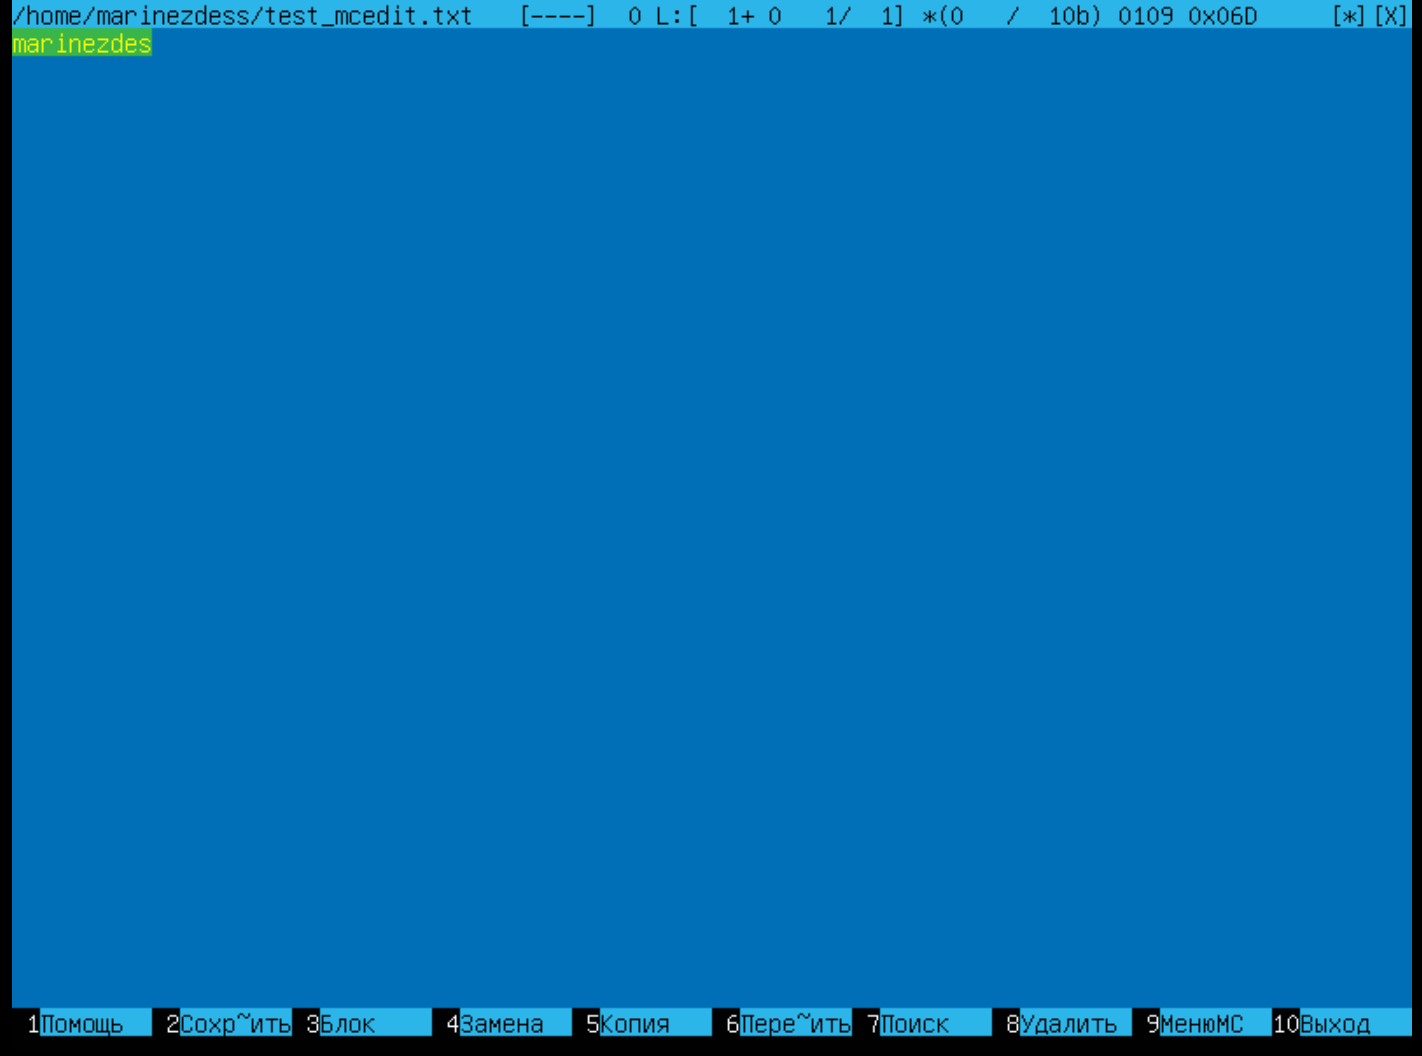 /home/marinezdess/test_mcedit.txt [----] 0 L:[ 1+ 0 1/ 1] *(0 / 10b) 0109 0x06D [*][X]
marinezdes
1Помощь 2Сохр~ить 3Блок 4Замена 5Копия 6Пере~ить 7Поиск 8Удалить 9МенюMC 10Выход